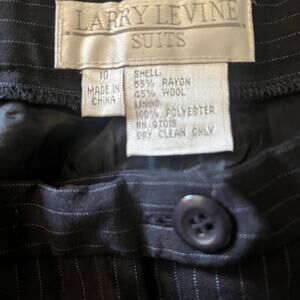 LARRY LEVINE
SUITS
10
MADE IN
CHINA
SHELL:
55% RAYON
45% WOOL
LINING:
100% POLYESTER
RN 97015
DRY CLEAN ONLY